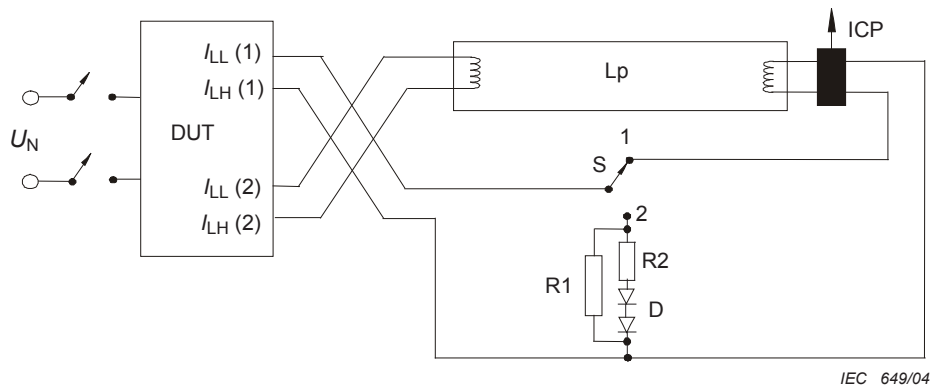 ICP
I_LL (1)
I_LH (1)
Lp
U_N
DUT
1
S
I_LL (2)
I_LH (2)
2
R1
R2
D
IEC 649/04